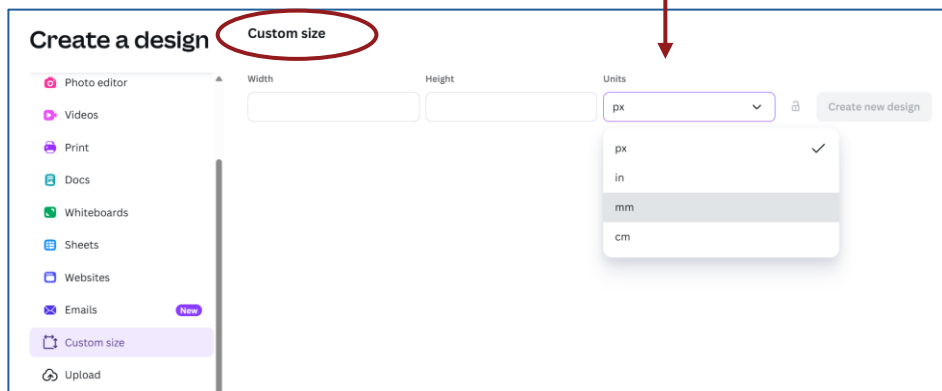 Create a design
Custom size
Photo editor
Videos
Print
Docs
Whiteboards
Sheets
Websites
Emails New
Custom size
Upload
Width Height Units
px Create new design
px
in
mm
cm